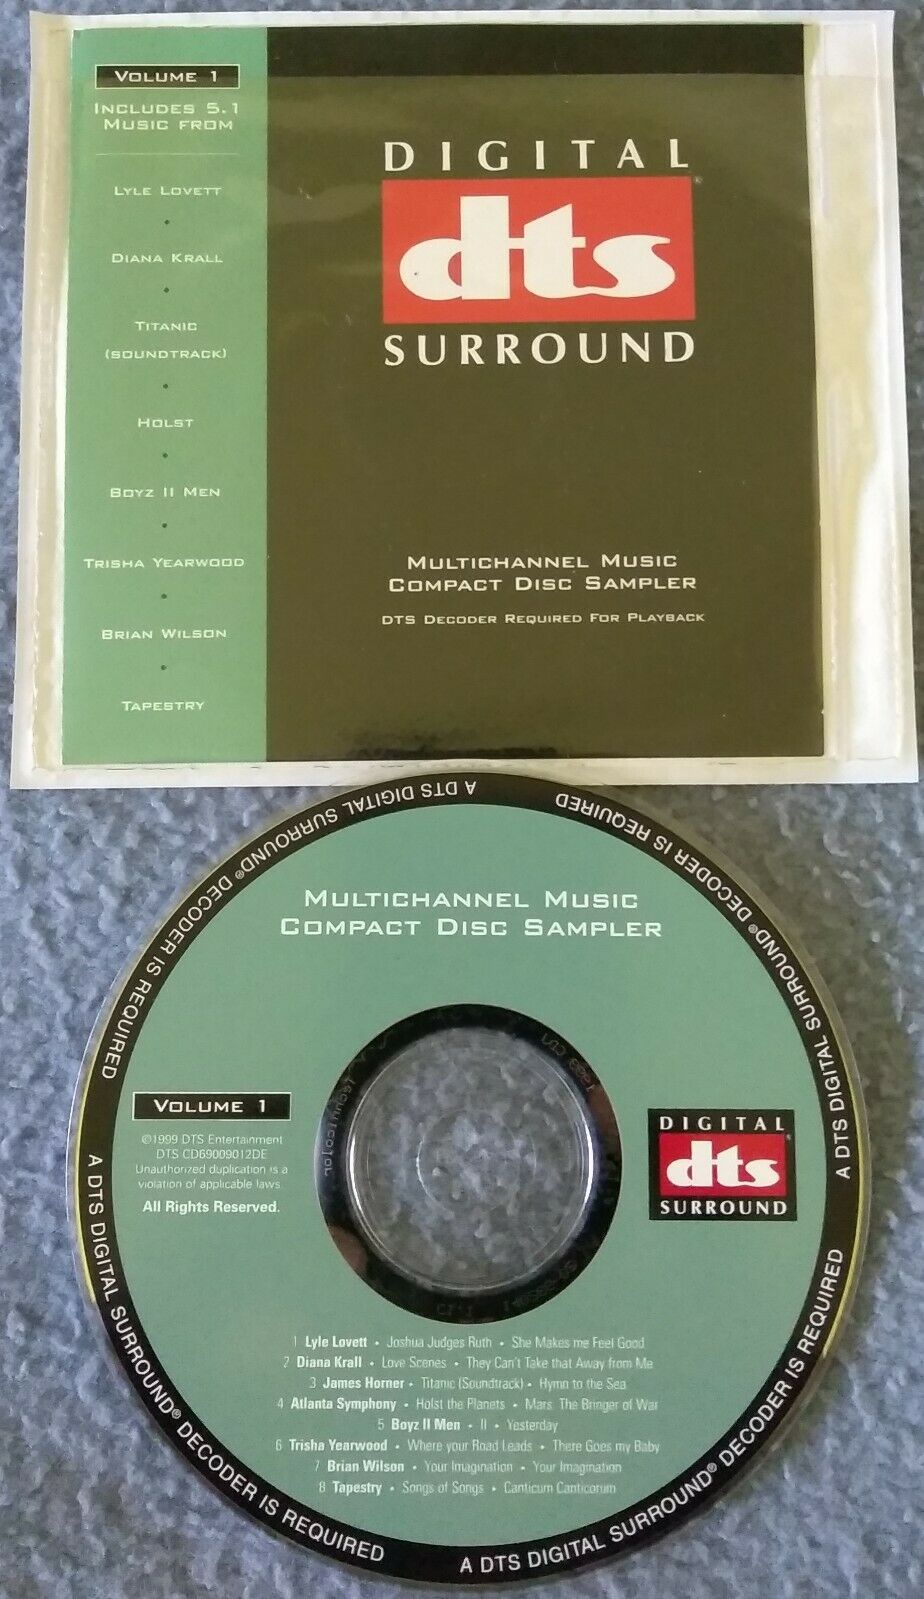 VOLUME 1
INCLUDES 5.1
MUSIC FROM
LYLE LOVETT
•
DIANA KRALL
•
TITANIC
(SOUNDTRACK)
•
HOLST
•
BOYZ II MEN
•
TRISHA YEARWOOD
•
BRIAN WILSON
•
TAPESTRY
DIGITAL
dts®
SURROUND
MULTICHANNEL MUSIC
COMPACT DISC SAMPLER
DTS DECODER REQUIRED FOR PLAYBACK
A DTS DIGITAL SURROUND® DECODER IS REQUIRED
A DTS DIGITAL SURROUND® DECODER IS REQUIRED
A DTS DIGITAL SURROUND® DECODER IS REQUIRED
A DTS DIGITAL SURROUND® DECODER IS REQUIRED
MULTICHANNEL MUSIC
COMPACT DISC SAMPLER
VOLUME 1
©1999 DTS Entertainment
DTS CD69009012DE
Unauthorized duplication is a
violation of applicable laws.
All Rights Reserved.
DIGITAL
dts®
SURROUND
1 Lyle Lovett • Joshua Judges Ruth • She Makes me Feel Good
2 Diana Krall • Love Scenes • They Can't Take that Away from Me
3 James Horner • Titanic (Soundtrack) • Hymn to the Sea
4 Atlanta Symphony • Holst the Planets • Mars. The Bringer of War
5 Boyz II Men • II • Yesterday
6 Trisha Yearwood • Where your Road Leads • There Goes my Baby
7 Brian Wilson • Your Imagination • Your Imagination
8 Tapestry • Songs of Songs • Canticum Canticorum